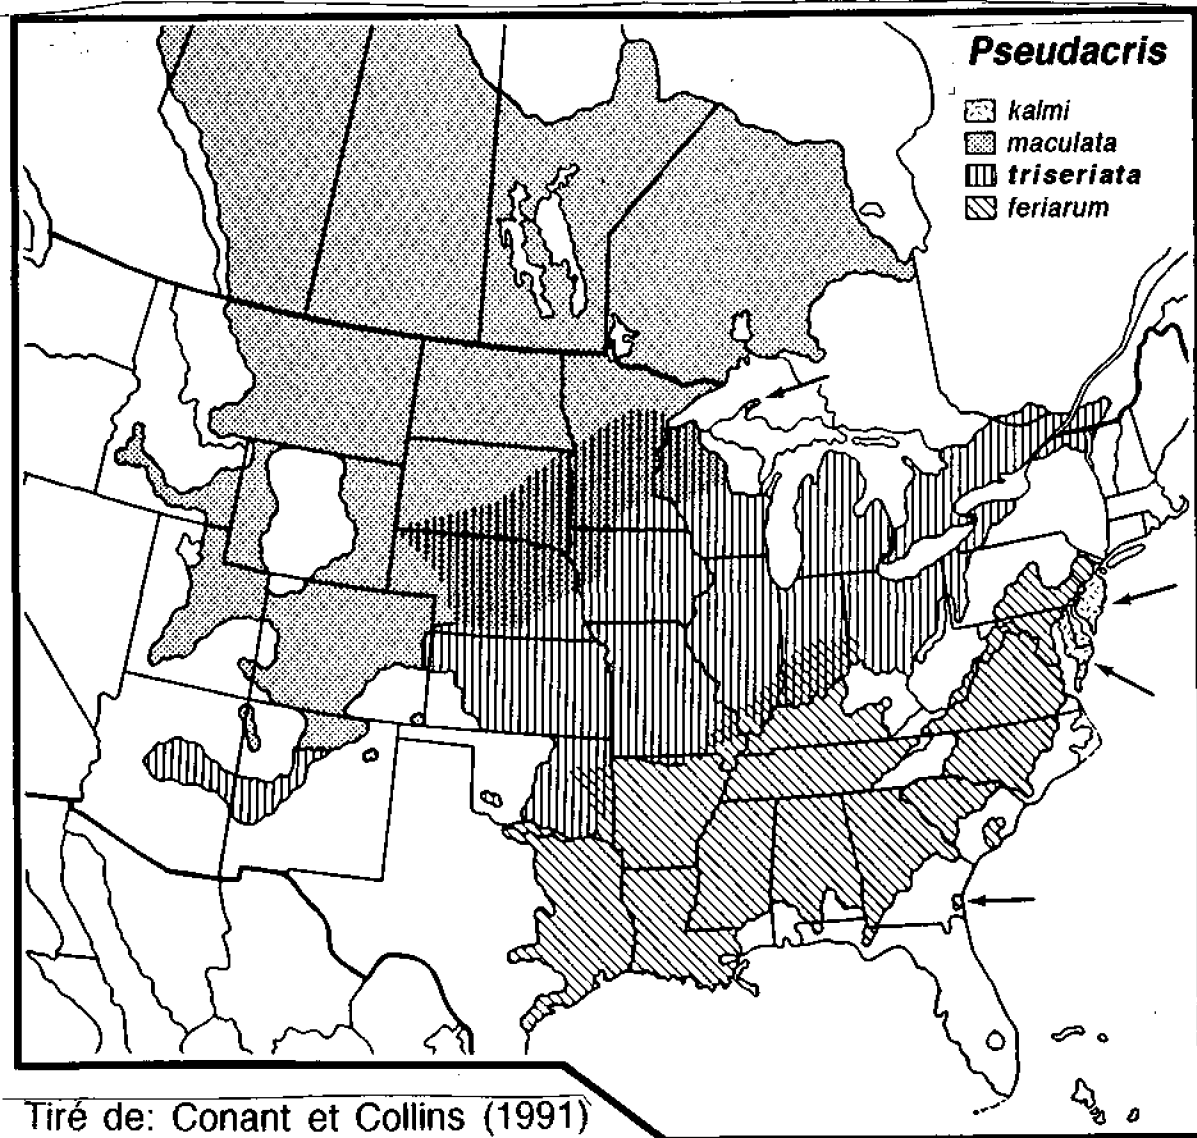 Pseudacris
kalmi
maculata
triseriata
feriarum
Tiré de: Conant et Collins (1991)